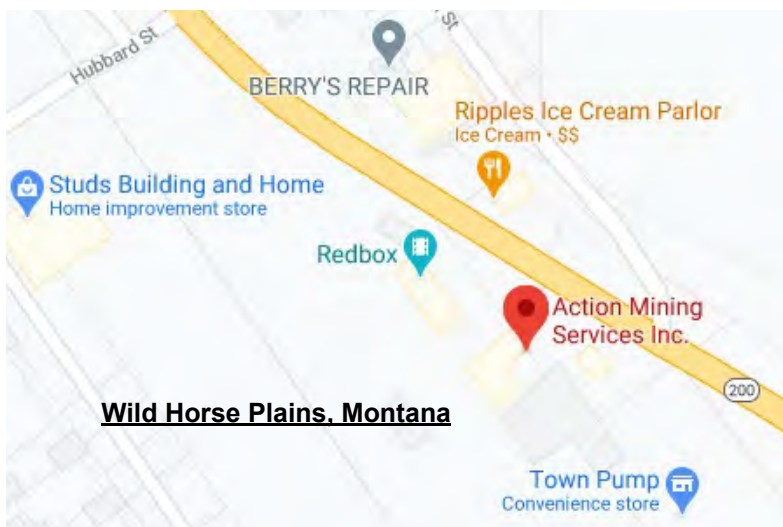 St
Hubbard St
BERRY'S REPAIR
Ripples Ice Cream Parlor
Ice Cream • $$
Studs Building and Home
Home improvement store
Redbox
Action Mining
Services Inc.
200
Wild Horse Plains, Montana
Town Pump
Convenience store